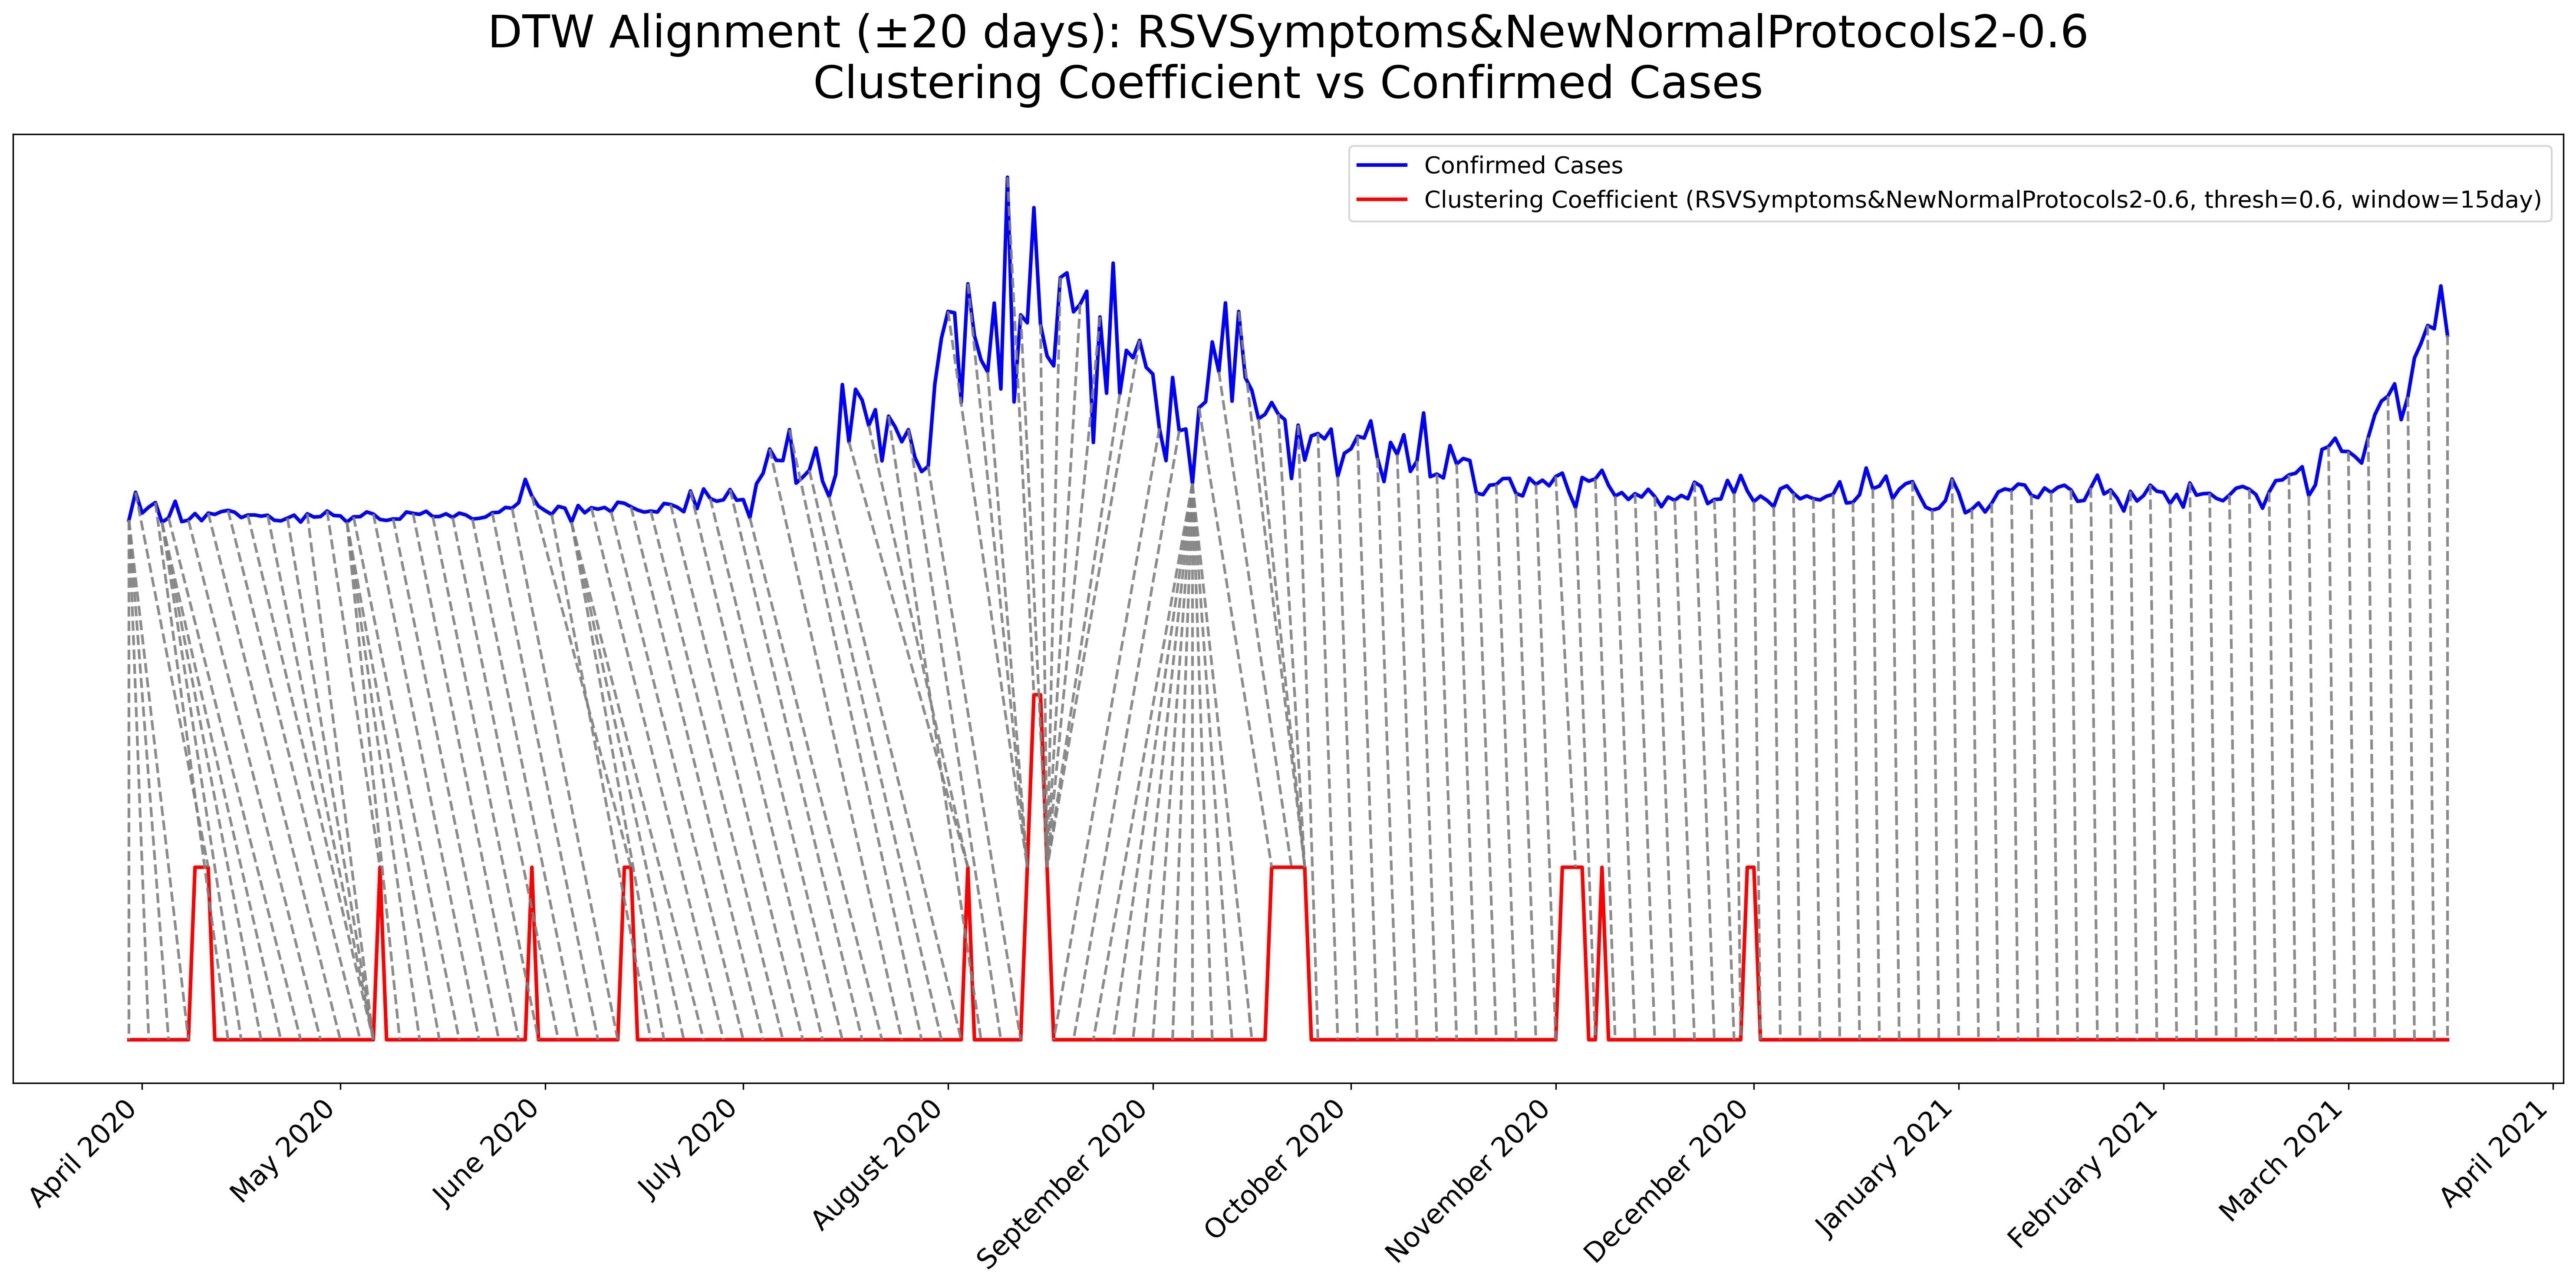 DTW Alignment (±20 days): RSVSymptoms&NewNormalProtocols2-0.6
Clustering Coefficient vs Confirmed Cases
Confirmed Cases
Clustering Coefficient (RSVSymptoms&NewNormalProtocols2-0.6, thresh=0.6, window=15day)
April 2020
May 2020
June 2020
July 2020
August 2020
September 2020
October 2020
November 2020
December 2020
January 2021
February 2021
March 2021
April 2021